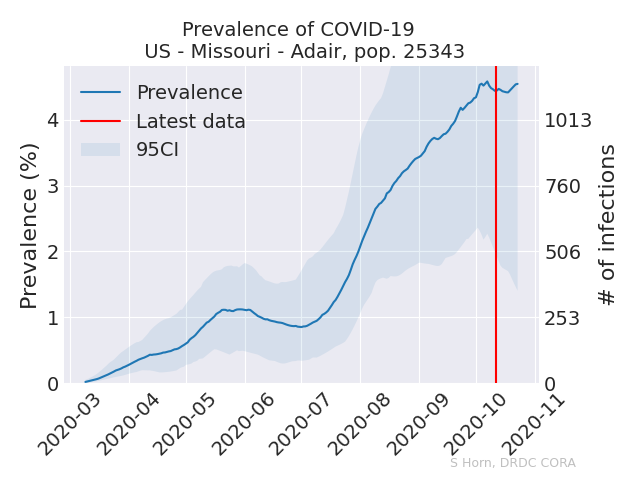 Prevalence of COVID-19
US - Missouri - Adair, pop. 25343
Prevalence
Latest data
95CI
Prevalence (%)
4
3
2
1
0
# of infections
1013
760
506
253
0
2020-03
2020-04
2020-05
2020-06
2020-07
2020-08
2020-09
2020-10
2020-11
S Horn, DRDC CORA